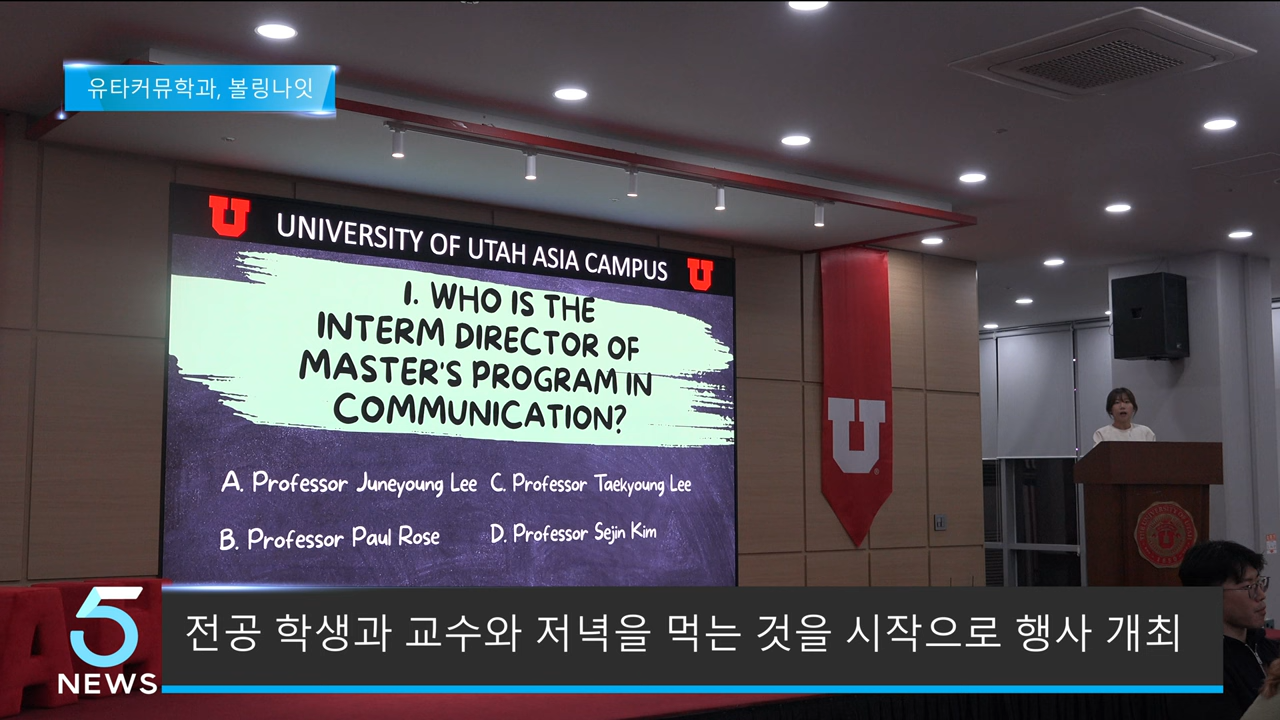 유타커뮤학과, 볼링나잇
U UNIVERSITY OF UTAH ASIA CAMPUS U
1. WHO IS THE
INTERM DIRECTOR OF
MASTER'S PROGRAM IN
COMMUNICATION?
A. Professor Juneyoung Lee C. Professor Taekyoung Lee
B. Professor Paul Rose D. Professor Sejin Kim
U
U
5 전공 학생과 교수와 저녁을 먹는 것을 시작으로 행사 개최
NEWS